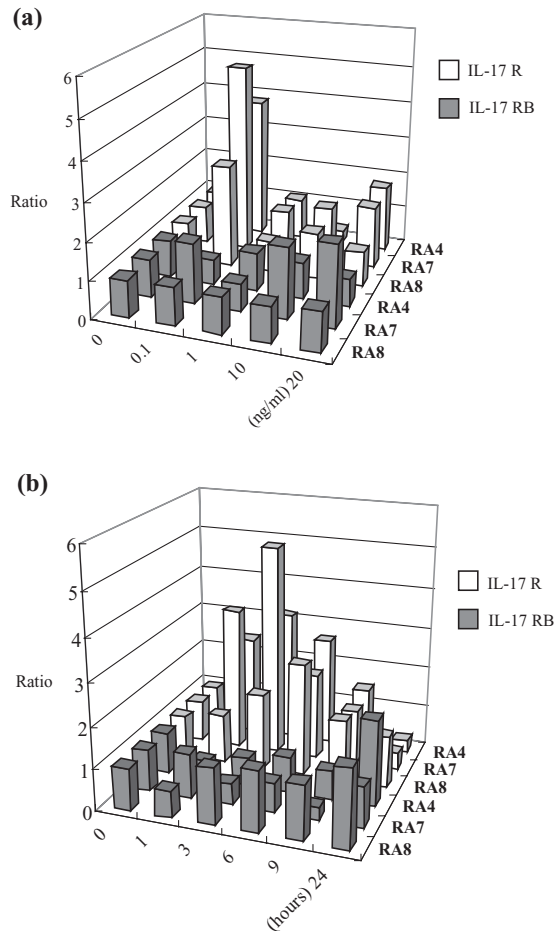 (a)
6
5
4
3
2
1
0
Ratio
IL-17 R
IL-17 RB
RA4
RA7
RA8
RA4
RA7
RA8
0
0.1
1
10
(ng/ml) 20
(b)
6
5
4
3
2
1
0
Ratio
IL-17 R
IL-17 RB
RA4
RA7
RA8
RA4
RA7
RA8
0
1
3
6
9
(hours) 24